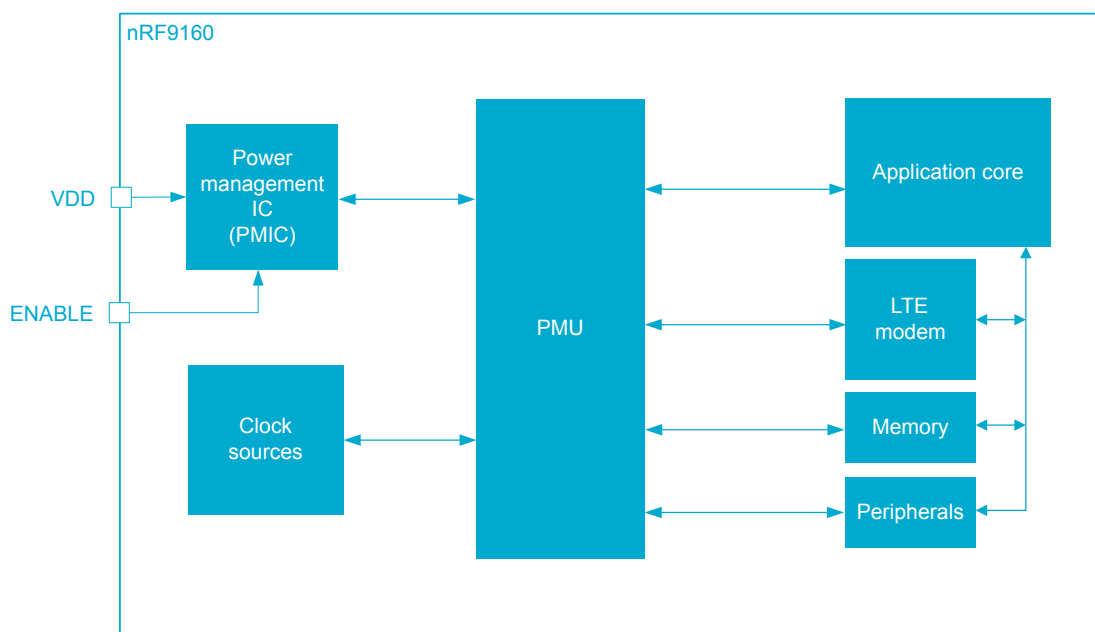 nRF9160
Power
management
IC
(PMIC)
VDD
ENABLE
Clock
sources
PMU
Application core
LTE
modem
Memory
Peripherals